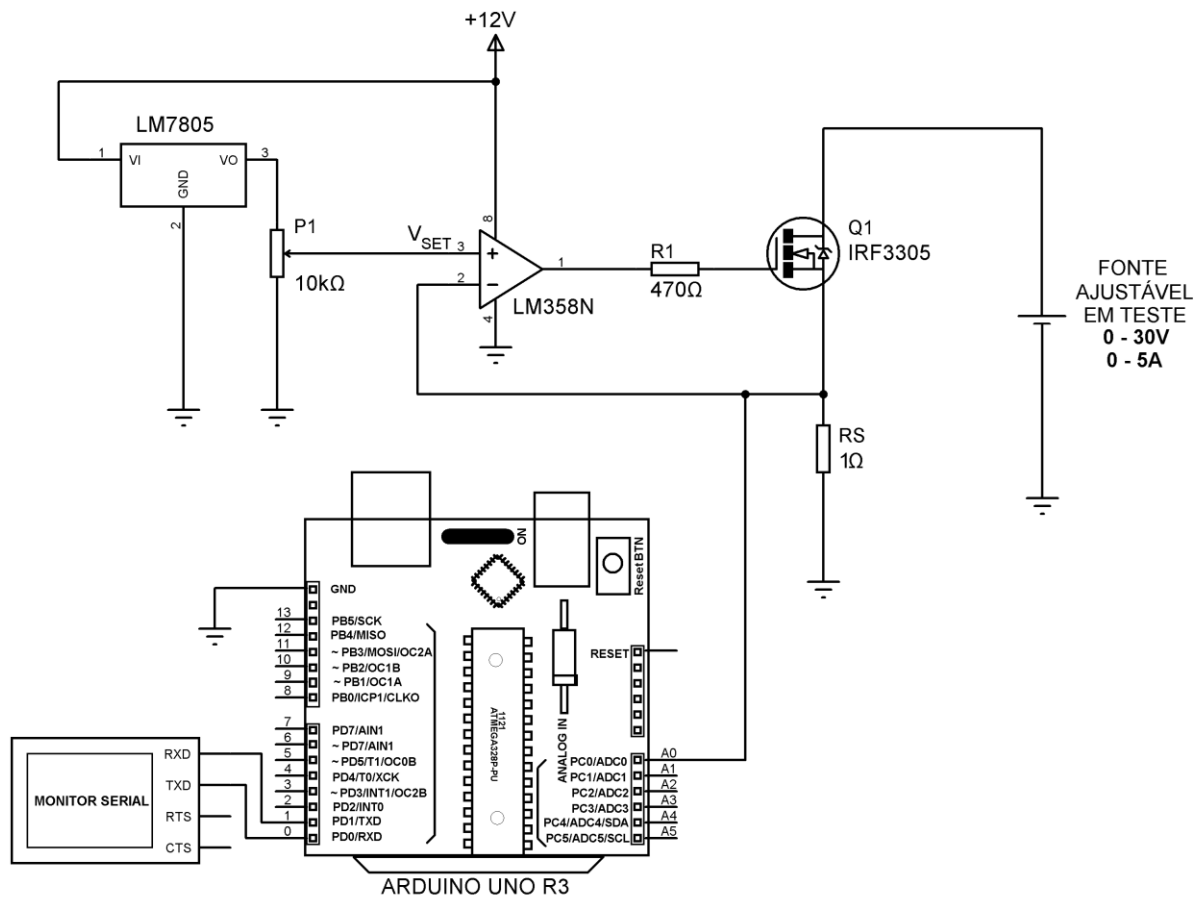 +12V
LM7805
1
VI
VO
3
GND
2
P1
10kΩ
VSET
3
2
8
4
1
+
−
LM358N
R1
470Ω
Q1
IRF3305
FONTE
AJUSTÁVEL
EM TESTE
0 - 30V
0 - 5A
RS
1Ω
ON
Reset BTN
GND
13 PB5/SCK
12 PB4/MISO
11 ~ PB3/MOSI/OC2A
10 ~ PB2/OC1B
9 ~ PB1/OC1A
8 PB0/ICP1/CLKO
7 PD7/AIN1
6 ~ PD7/AIN1
5 ~ PD5/T1/OC0B
4 PD4/T0/XCK
3 ~ PD3/INT1/OC2B
2 PD2/INT0
1 PD1/TXD
0 PD0/RXD
1121
ATMEGA328P-PU
RESET
ANALOG IN
PC0/ADC0 A0
PC1/ADC1 A1
PC2/ADC2 A2
PC3/ADC3 A3
PC4/ADC4/SDA A4
PC5/ADC5/SCL A5
MONITOR SERIAL
RXD
TXD
RTS
CTS
ARDUINO UNO R3